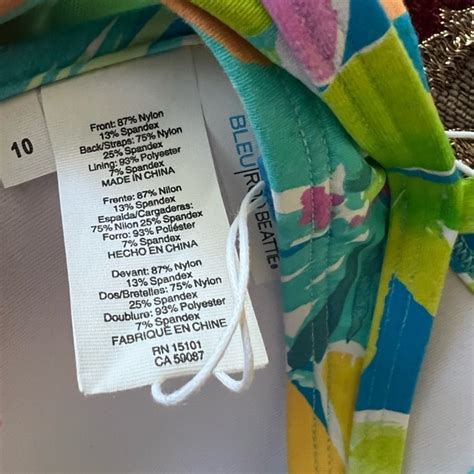 10
Front: 87% Nylon
13% Spandex
Back/Straps: 75% Nylon
25% Spandex
Lining: 93% Polyester
7% Spandex
MADE IN CHINA
Frente: 87% Nilon
13% Spandex
Espalda/Cargaderas:
75% Nilon 25% Spandex
Forro: 93% Poliéster
7% Spandex
HECHO EN CHINA
Devant: 87% Nylon
13% Spandex
Dos/Bretelles: 75% Nylon
25% Spandex
Doublure: 93% Polyester
7% Spandex
FABRIQUÉ EN CHINE
RN 15101
CA 59087
BLEU
BEATTIE